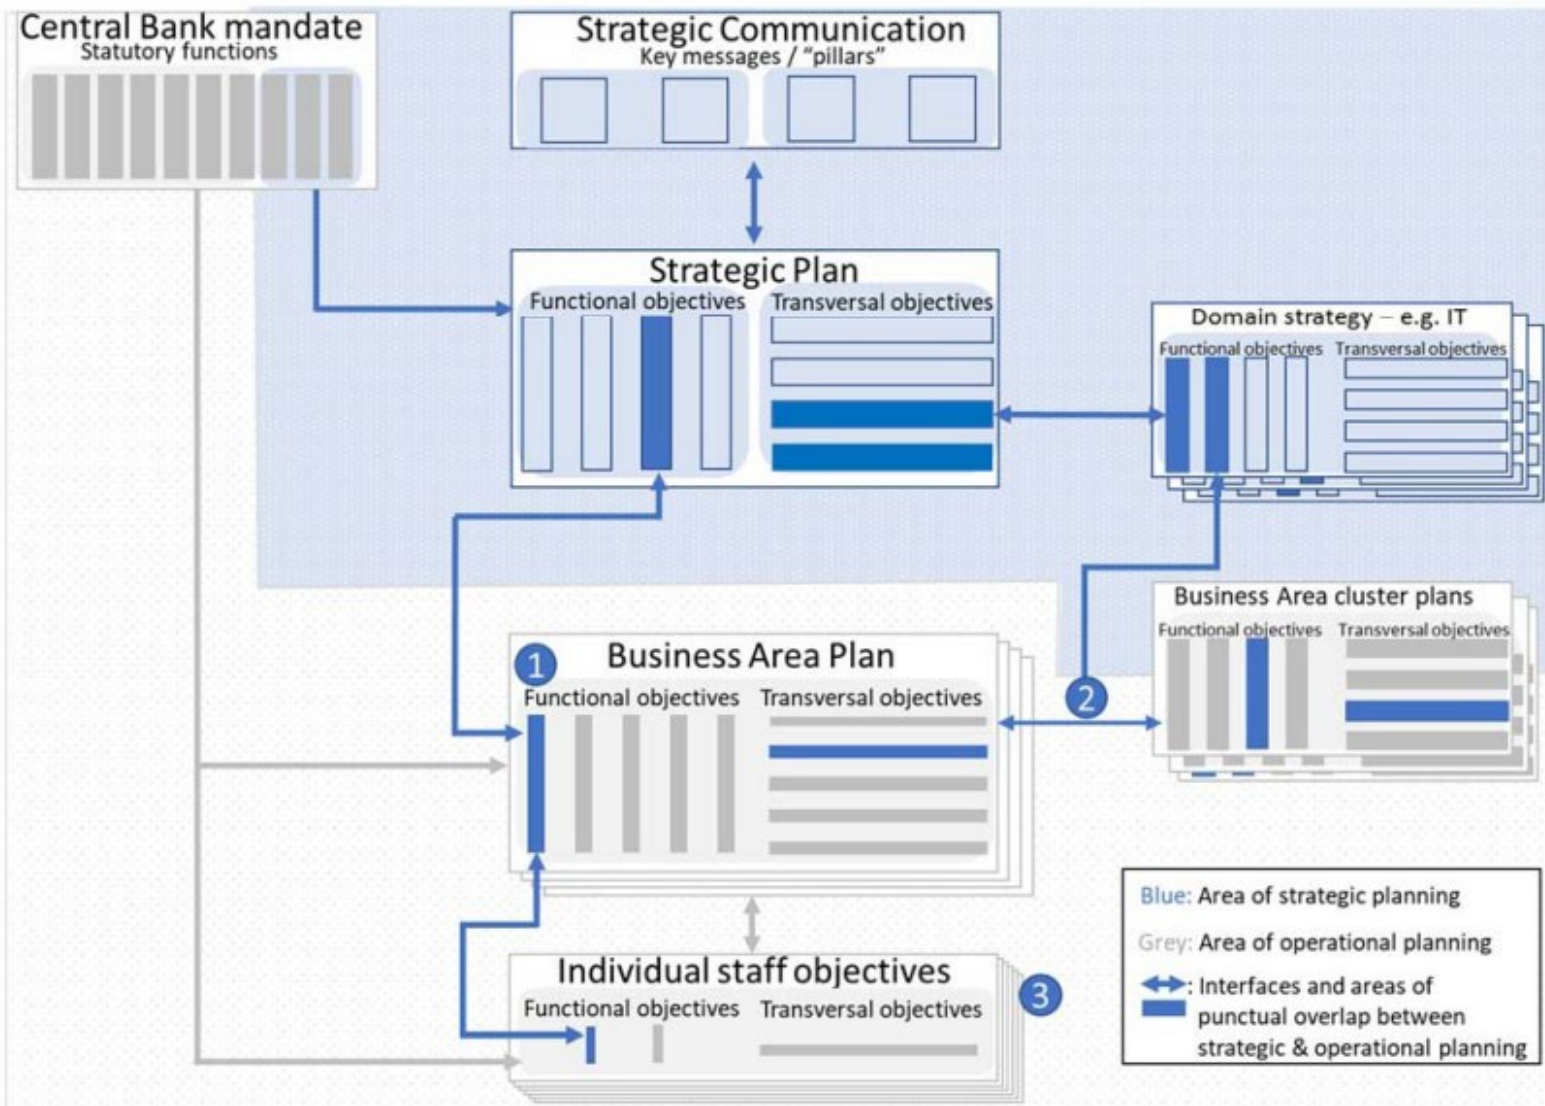 Central Bank mandate
Statutory functions
Strategic Communication
Key messages / “pillars”
Strategic Plan
Functional objectives
Transversal objectives
Domain strategy – e.g. IT
Functional objectives
Transversal objectives
Business Area cluster plans
Functional objectives
Transversal objectives
1
Business Area Plan
Functional objectives
Transversal objectives
2
Individual staff objectives
Functional objectives
Transversal objectives
3
Blue: Area of strategic planning
Grey: Area of operational planning
: Interfaces and areas of
punctual overlap between
strategic & operational planning